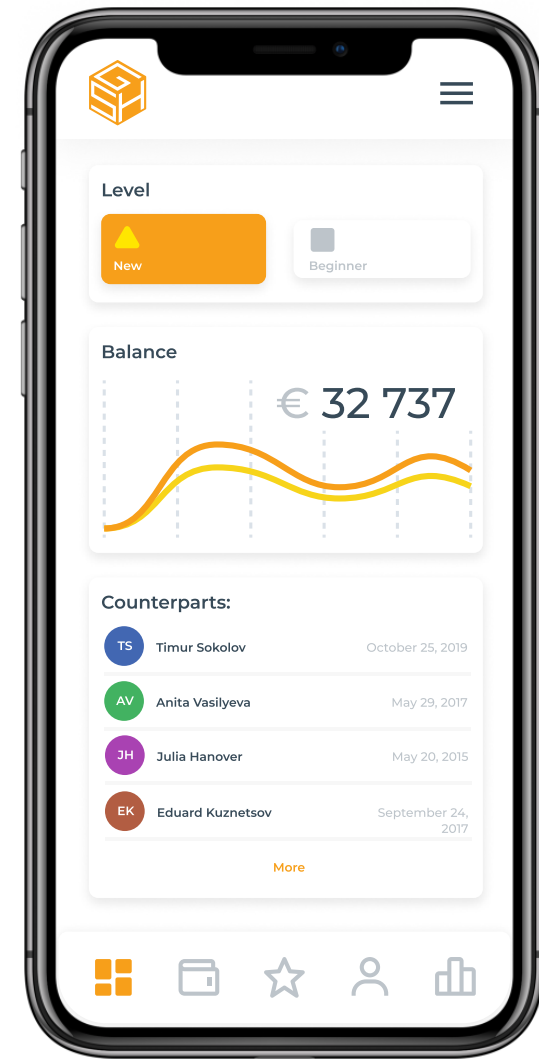 Level
New
Beginner
Balance
€ 32 737
Counterparts:
TS Timur Sokolov October 25, 2019
AV Anita Vasilyeva May 29, 2017
JH Julia Hanover May 20, 2015
EK Eduard Kuznetsov September 24,
2017
More